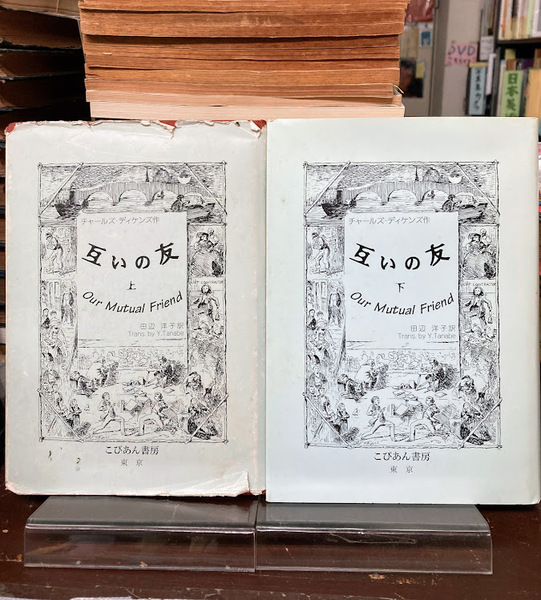 チャールズ・ディケンズ作
互いの友
上
Our Mutual Friend
田辺 洋子訳
Trans. by Y.Tanabe
こびあん書房
東京
チャールズ・ディケンズ作
互いの友
下
Our Mutual Friend
田辺 洋子訳
Trans. by Y.Tanabe
こびあん書房
東京
DVD
日本美